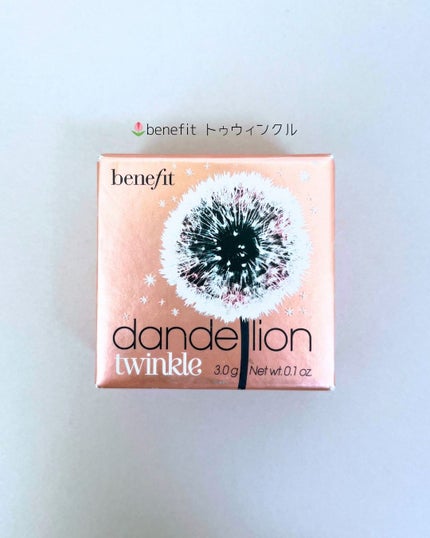 🌷benefit トゥウィンクル
benefit
dandelion
twinkle 3.0 g Net wt. 0.1 oz